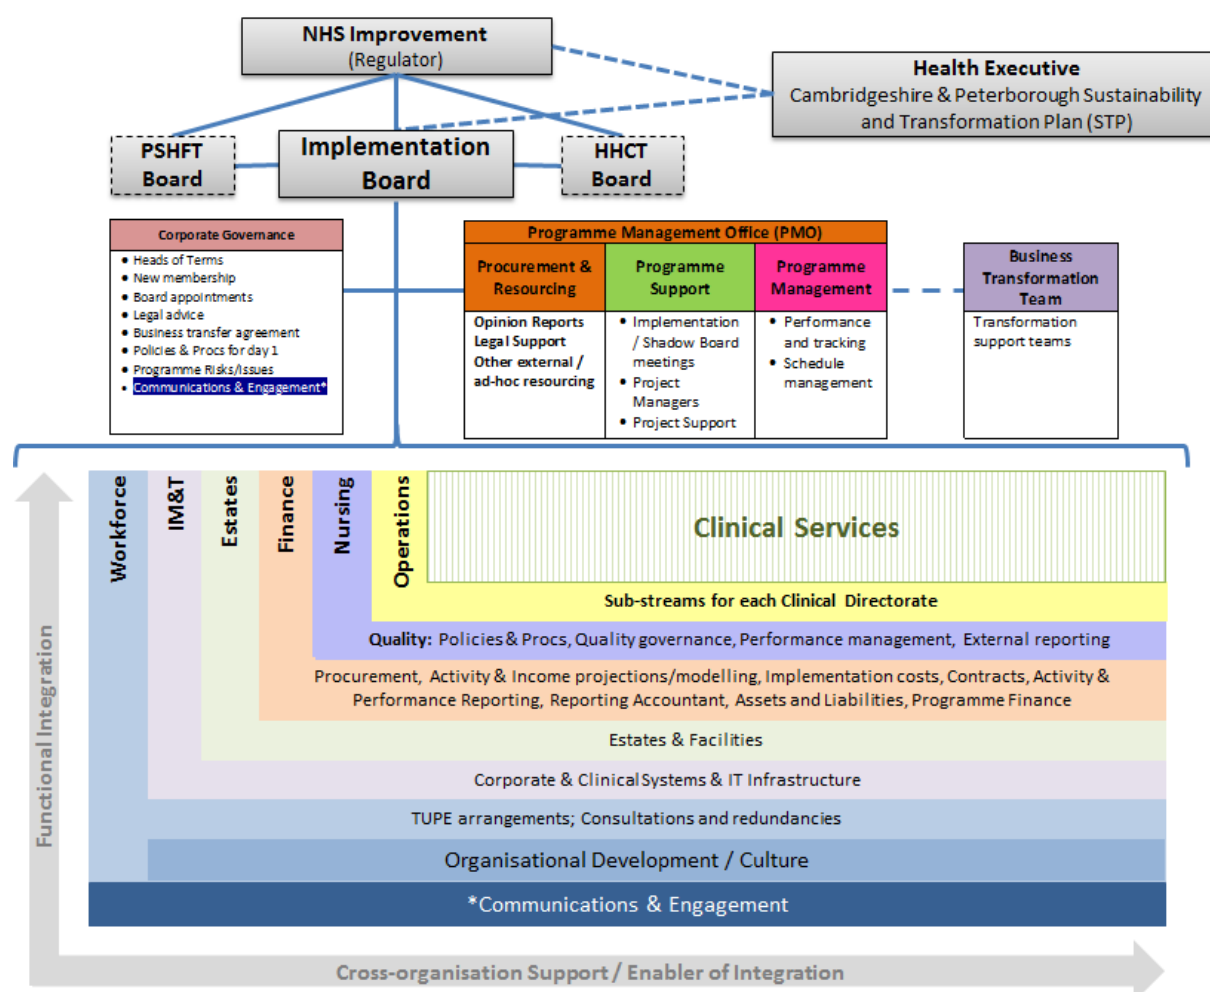 NHS Improvement
(Regulator)
Health Executive
Cambridgeshire & Peterborough Sustainability
and Transformation Plan (STP)
PSHFT
Board
Implementation
Board
HHCT
Board
Corporate Governance
• Heads of Terms
• New membership
• Board appointments
• Legal advice
• Business transfer agreement
• Policies & Procs for day 1
• Programme Risks/Issues
• Communications & Engagement*
Programme Management Office (PMO)
Procurement &
Resourcing
Opinion Reports
Legal Support
Other external /
ad-hoc resourcing
Programme
Support
• Implementation
/ Shadow Board
meetings
• Project
Managers
• Project Support
Programme
Management
• Performance
and tracking
• Schedule
management
Business
Transformation
Team
Transformation
support teams
Functional Integration
Workforce
IM&T
Estates
Finance
Nursing
Operations
Clinical Services
Sub-streams for each Clinical Directorate
Quality: Policies & Procs, Quality governance, Performance management, External reporting
Procurement, Activity & Income projections/modelling, Implementation costs, Contracts, Activity &
Performance Reporting, Reporting Accountant, Assets and Liabilities, Programme Finance
Estates & Facilities
Corporate & Clinical Systems & IT Infrastructure
TUPE arrangements; Consultations and redundancies
Organisational Development / Culture
*Communications & Engagement
Cross-organisation Support / Enabler of Integration